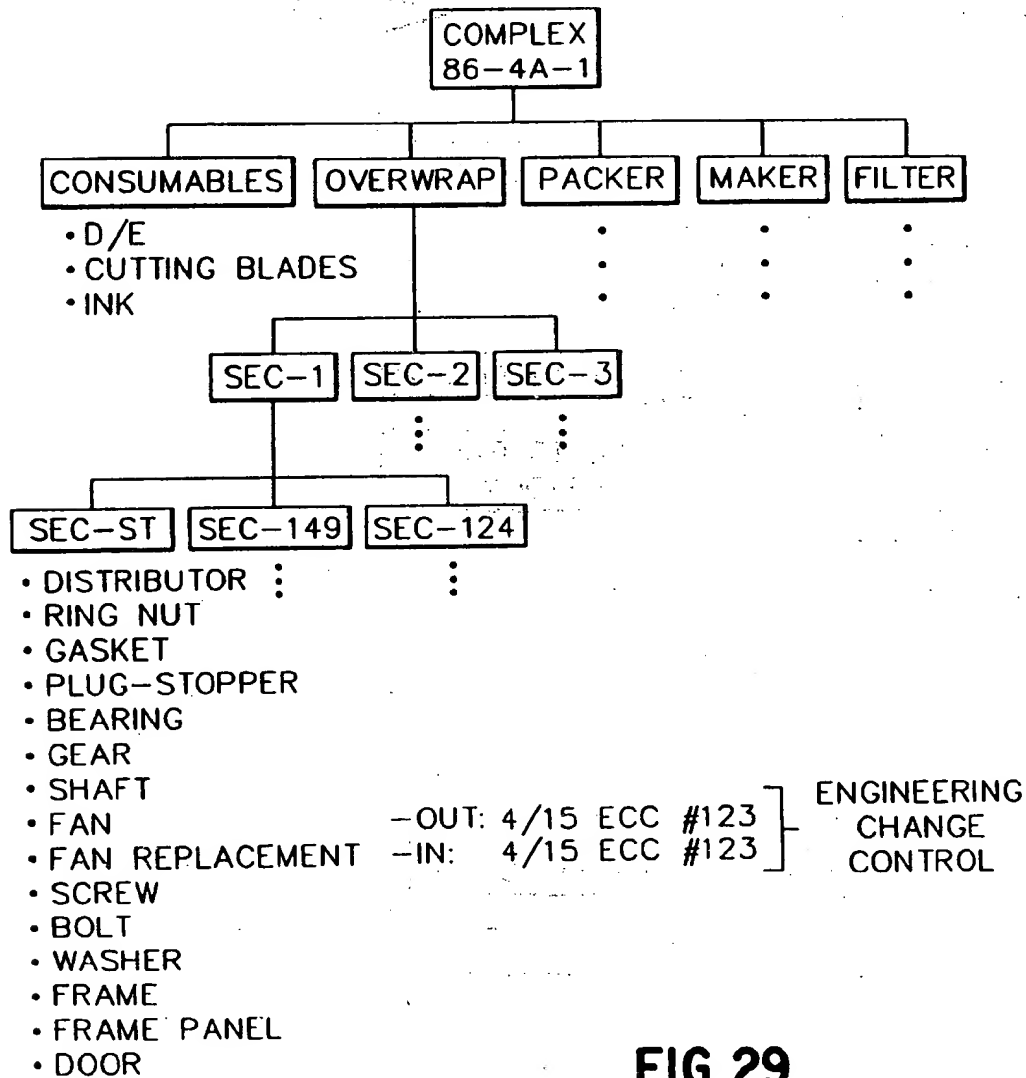 COMPLEX
86-4A-1
CONSUMABLES OVERWRAP PACKER MAKER FILTER
• D/E
• CUTTING BLADES
• INK
SEC-1 SEC-2 SEC-3
SEC-ST SEC-149 SEC-124
• DISTRIBUTOR
• RING NUT
• GASKET
• PLUG-STOPPER
• BEARING
• GEAR
• SHAFT
• FAN -OUT: 4/15 ECC #123
• FAN REPLACEMENT -IN: 4/15 ECC #123
ENGINEERING
CHANGE
CONTROL
• SCREW
• BOLT
• WASHER
• FRAME
• FRAME PANEL
• DOOR
FIG 29